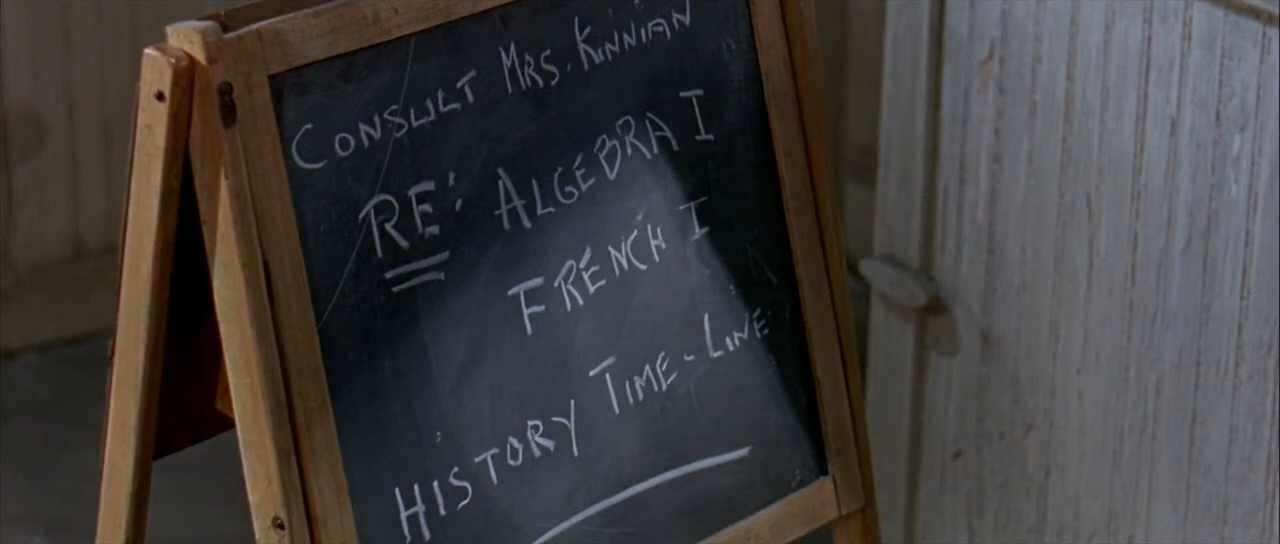 CONSULT MRS. KINNIAN
RE: ALGEBRA I
FRENCH I
HISTORY TIME-LINE